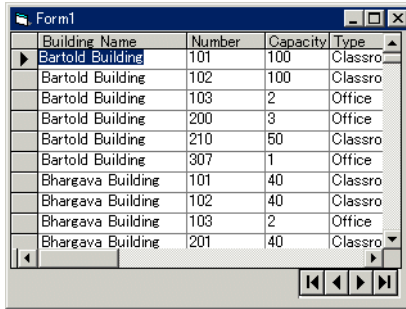 Form1
Building Name Number Capacity Type
Bartold Building 101 100 Classro
Bartold Building 102 100 Classro
Bartold Building 103 2 Office
Bartold Building 200 3 Office
Bartold Building 210 50 Classro
Bartold Building 307 1 Office
Bhargava Building 101 40 Classro
Bhargava Building 102 40 Classro
Bhargava Building 103 2 Office
Bhargava Building 201 40 Classro